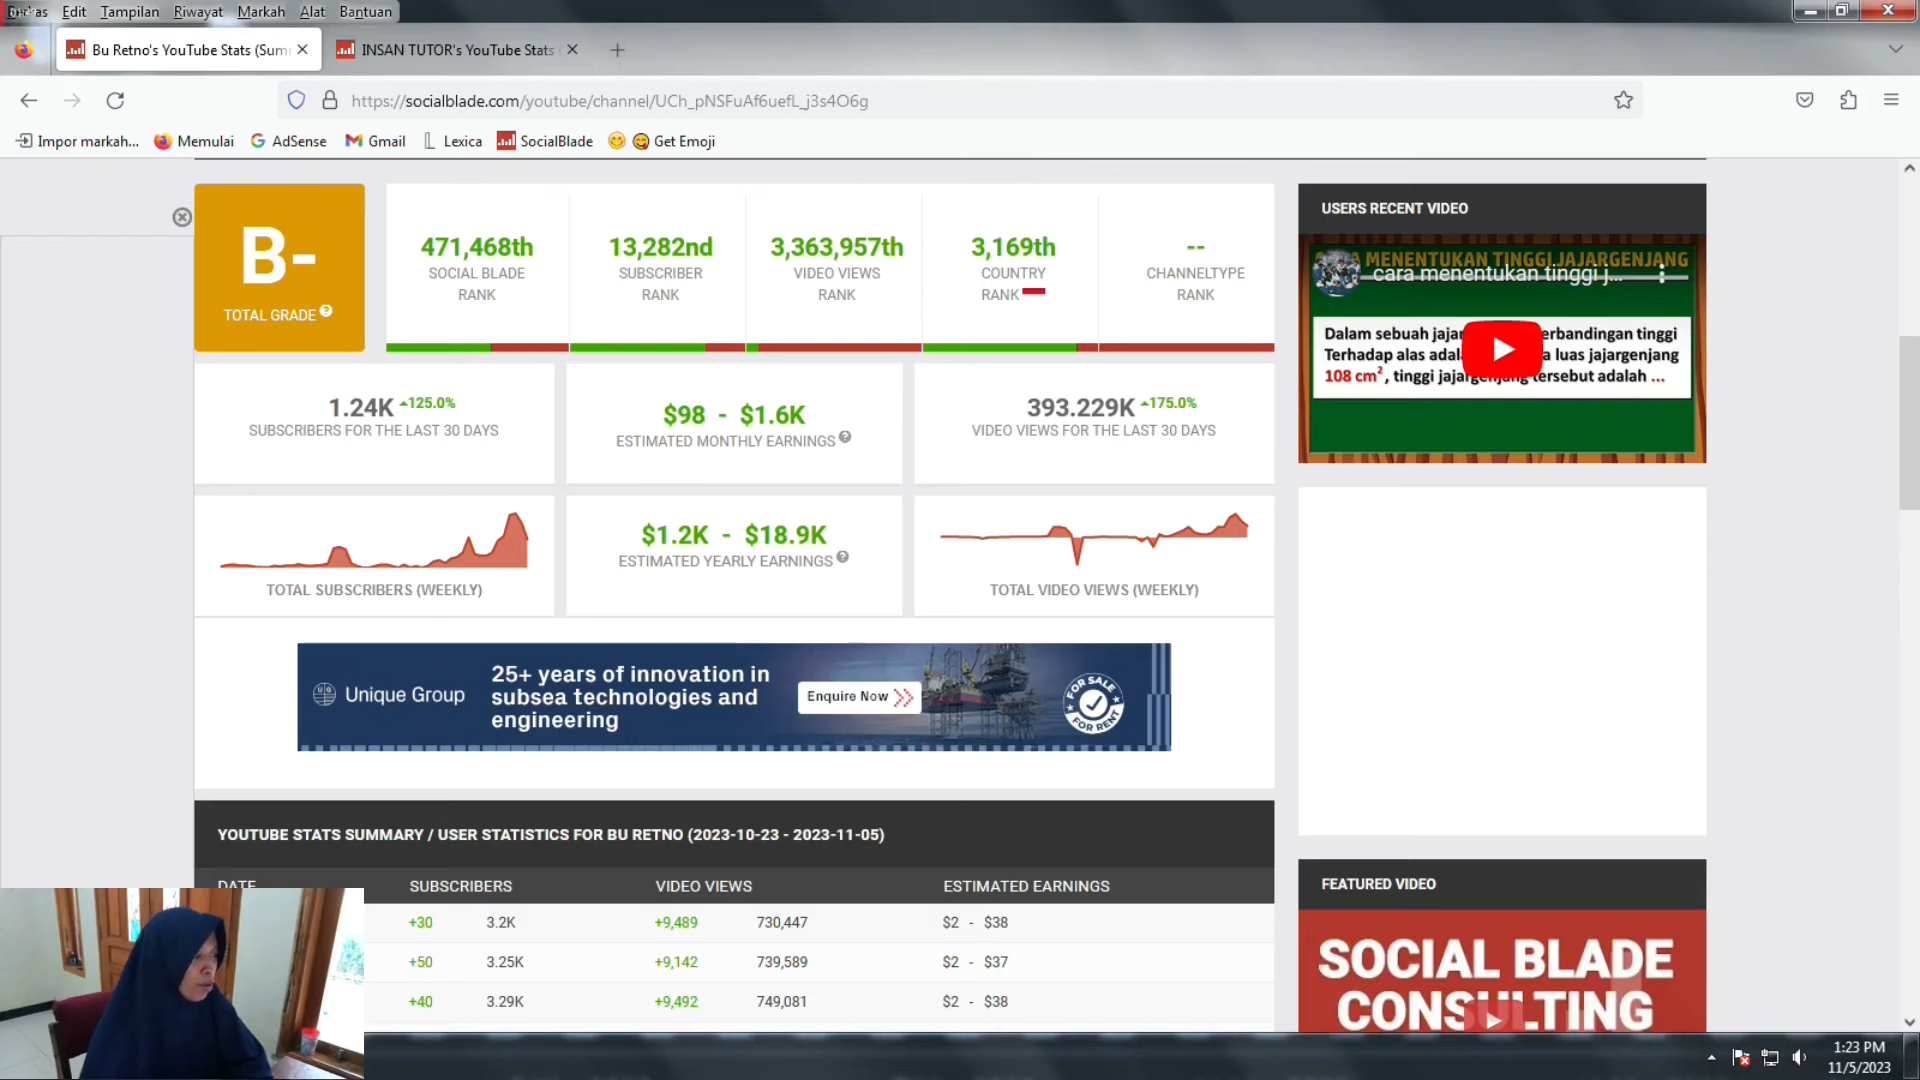 Edit Tampilan Riwayat Markah Alat Bantuan
Bu Retno's YouTube Stats (Sum
INSAN TUTOR's YouTube Stats
https://socialblade.com/youtube/channel/UCh_pNSFuAf6uefL_j3s4O6g
Impor markah... Memulai AdSense Gmail Lexica SocialBlade Get Emoji
B-
TOTAL GRADE
471,468th
SOCIAL BLADE
RANK
13,282nd
SUBSCRIBER
RANK
3,363,957th
VIDEO VIEWS
RANK
3,169th
COUNTRY
RANK
--
CHANNELTYPE
RANK
USERS RECENT VIDEO
MENENTUKAN TINGGI JAJARGENJANG
cara menentukan tinggi j...
Dalam sebuah jajar erbandingan tinggi
Terhadap alas adal a luas jajargenjang
108 cm², tinggi jajargenjang tersebut adalah ...
1.24K 125.0%
SUBSCRIBERS FOR THE LAST 30 DAYS
$98 - $1.6K
ESTIMATED MONTHLY EARNINGS
393.229K 175.0%
VIDEO VIEWS FOR THE LAST 30 DAYS
TOTAL SUBSCRIBERS (WEEKLY)
$1.2K - $18.9K
ESTIMATED YEARLY EARNINGS
TOTAL VIDEO VIEWS (WEEKLY)
Unique Group
25+ years of innovation in
subsea technologies and
engineering
Enquire Now
FOR SALE
FOR RENT
YOUTUBE STATS SUMMARY / USER STATISTICS FOR BU RETNO (2023-10-23 - 2023-11-05)
DATE SUBSCRIBERS VIDEO VIEWS ESTIMATED EARNINGS
+30 3.2K +9,489 730,447 $2 - $38
+50 3.25K +9,142 739,589 $2 - $37
+40 3.29K +9,492 749,081 $2 - $38
FEATURED VIDEO
SOCIAL BLADE
CONSULTING
1:23 PM
11/5/2023